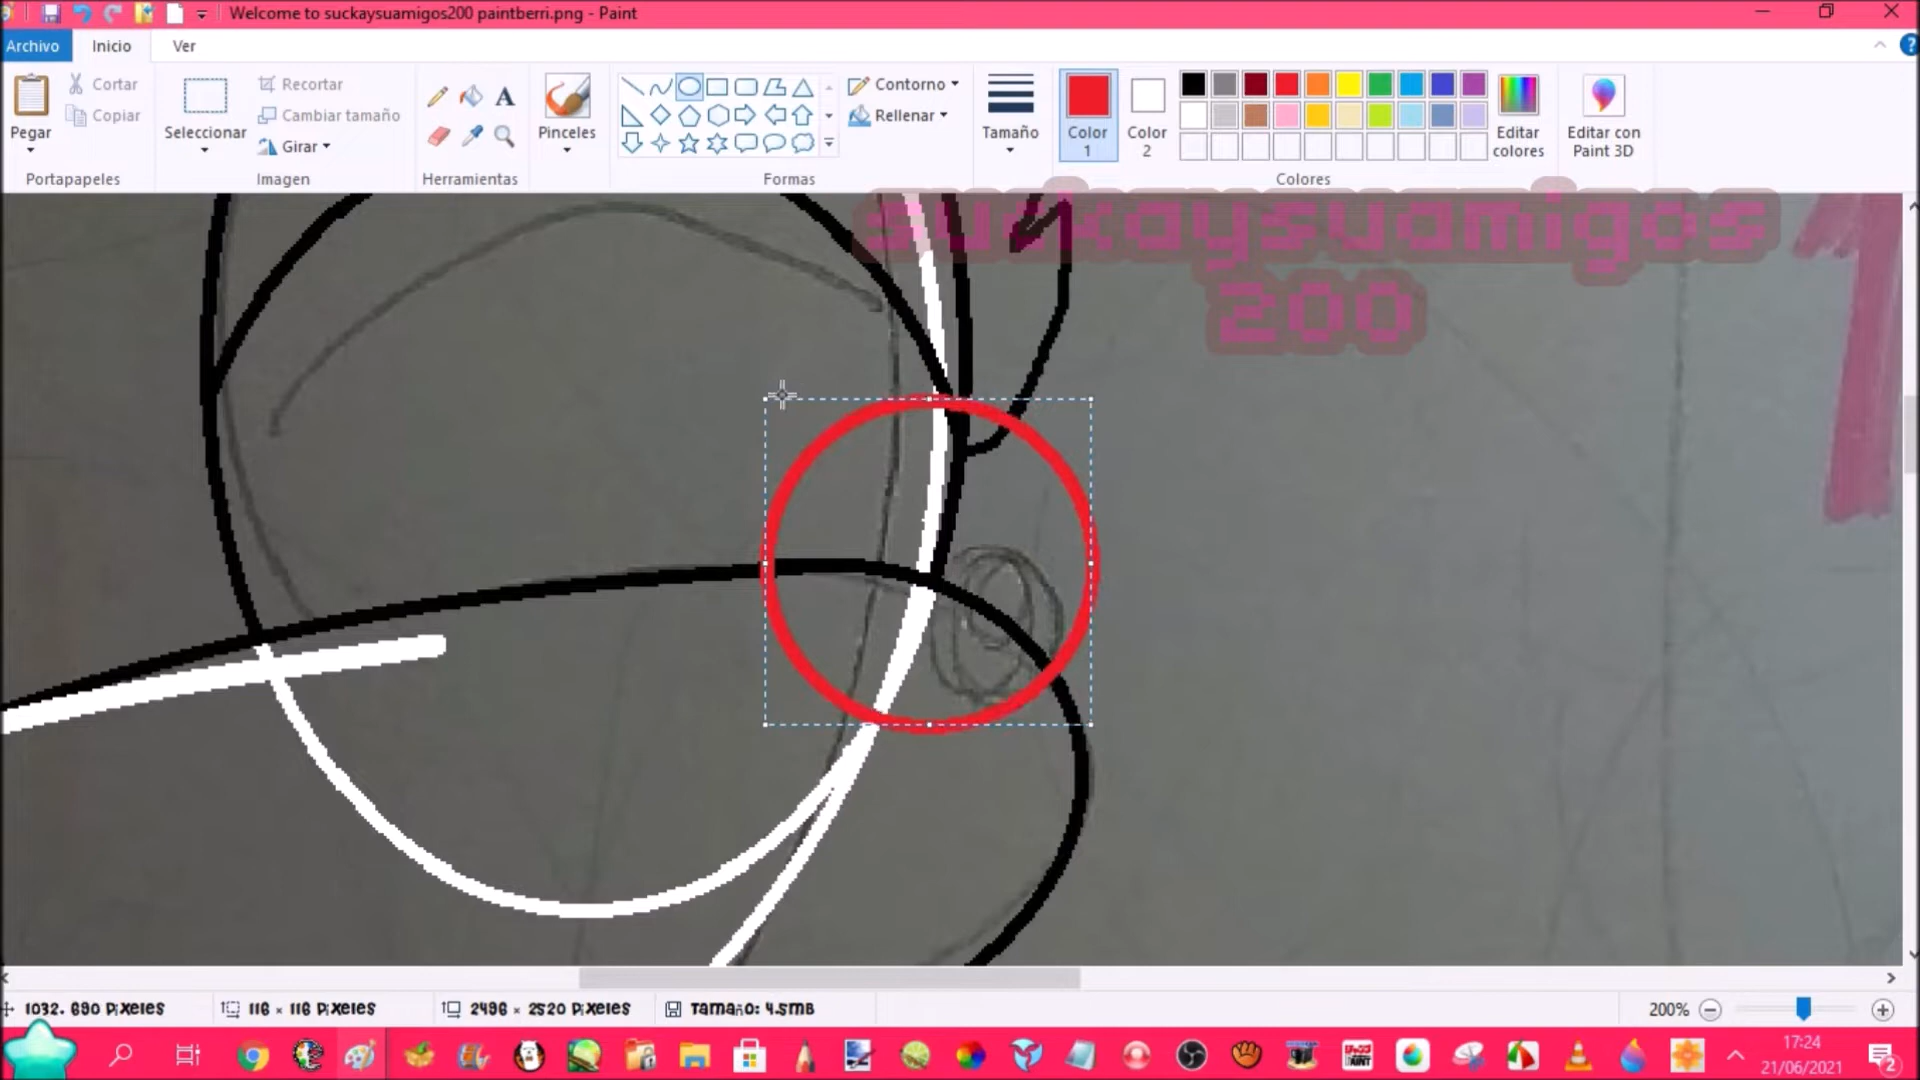 Welcome to suckaysuamigos200 paintberri.png - Paint
Archivo Inicio Ver
Pegar
Cortar
Copiar
Portapapeles
Seleccionar
Recortar
Cambiar tamaño
Girar
Imagen
A
Herramientas
Pinceles
Formas
Contorno
Rellenar
Tamaño
Color 1
Color 2
Editar colores
Editar con Paint 3D
Colores
suckaysuamigos
200
1032, 690 Píxeles 116 × 116 Píxeles 2496 × 2520 Píxeles Tamaño: 4.5MB 200%
17:24
21/06/2021
2